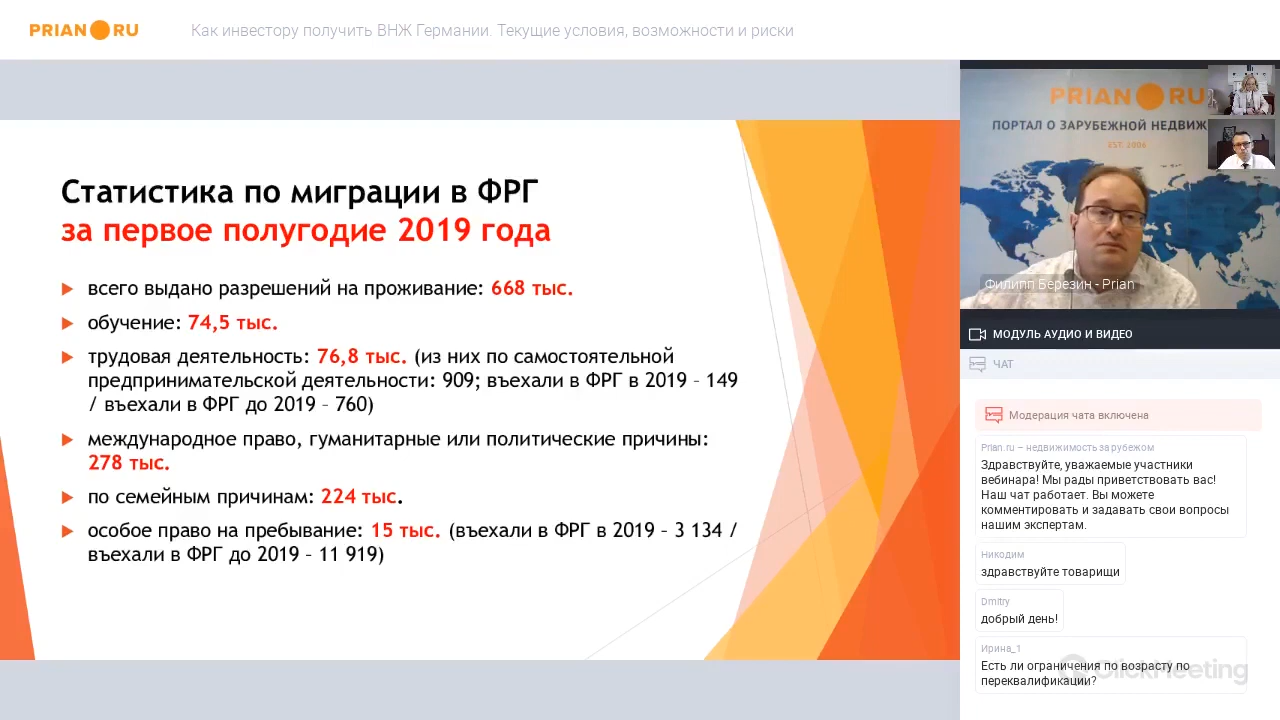 PRIAN RU
Как инвестору получить ВНЖ Германии. Текущие условия, возможности и риски
Статистика по миграции в ФРГ
за первое полугодие 2019 года
всего выдано разрешений на проживание: 668 тыс.
обучение: 74,5 тыс.
трудовая деятельность: 76,8 тыс. (из них по самостоятельной
предпринимательской деятельности: 909; въехали в ФРГ в 2019 – 149
/ въехали в ФРГ до 2019 – 760)
международное право, гуманитарные или политические причины:
278 тыс.
по семейным причинам: 224 тыс.
особое право на пребывание: 15 тыс. (въехали в ФРГ в 2019 – 3 134 /
въехали в ФРГ до 2019 – 11 919)
PRIAN RU
ПОРТАЛ О ЗАРУБЕЖНОЙ НЕДВИЖ
EST. 2006
Филипп Березин - Prian
МОДУЛЬ АУДИО И ВИДЕО
ЧАТ
Модерация чата включена
Prian.ru – недвижимость за рубежом
Здравствуйте, уважаемые участники
вебинара! Мы рады приветствовать вас!
Наш чат работает. Вы можете
комментировать и задавать свои вопросы
нашим экспертам.
Никодим
здравствуйте товарищи
Dmitry
добрый день!
Ирина_1
Есть ли ограничения по возрасту по
переквалификации?
ClickMeeting